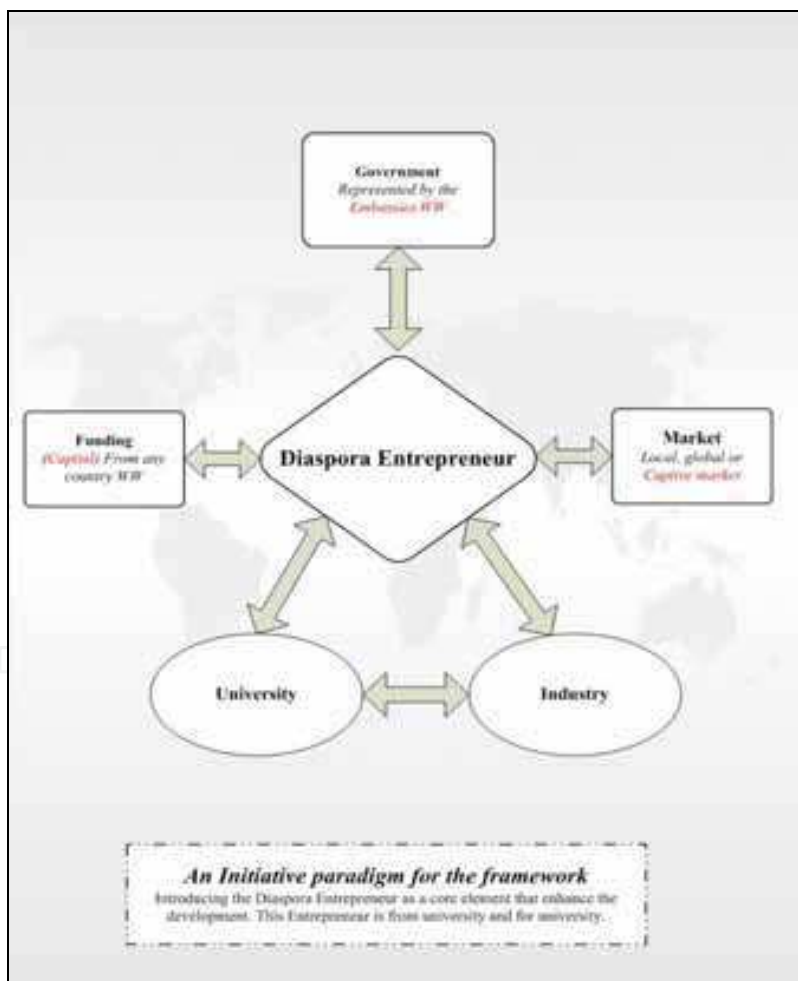 Government
Represented by the
Embassies WW
Funding
(Captial) From any
country WW
Diaspora Entrepreneur
Market
Local, global or
Captive market
University
Industry
An Initiative paradigm for the framework
Introducing the Diaspora Entrepreneur as a core element that enhance the
development. This Entrepreneur is from university and for university.